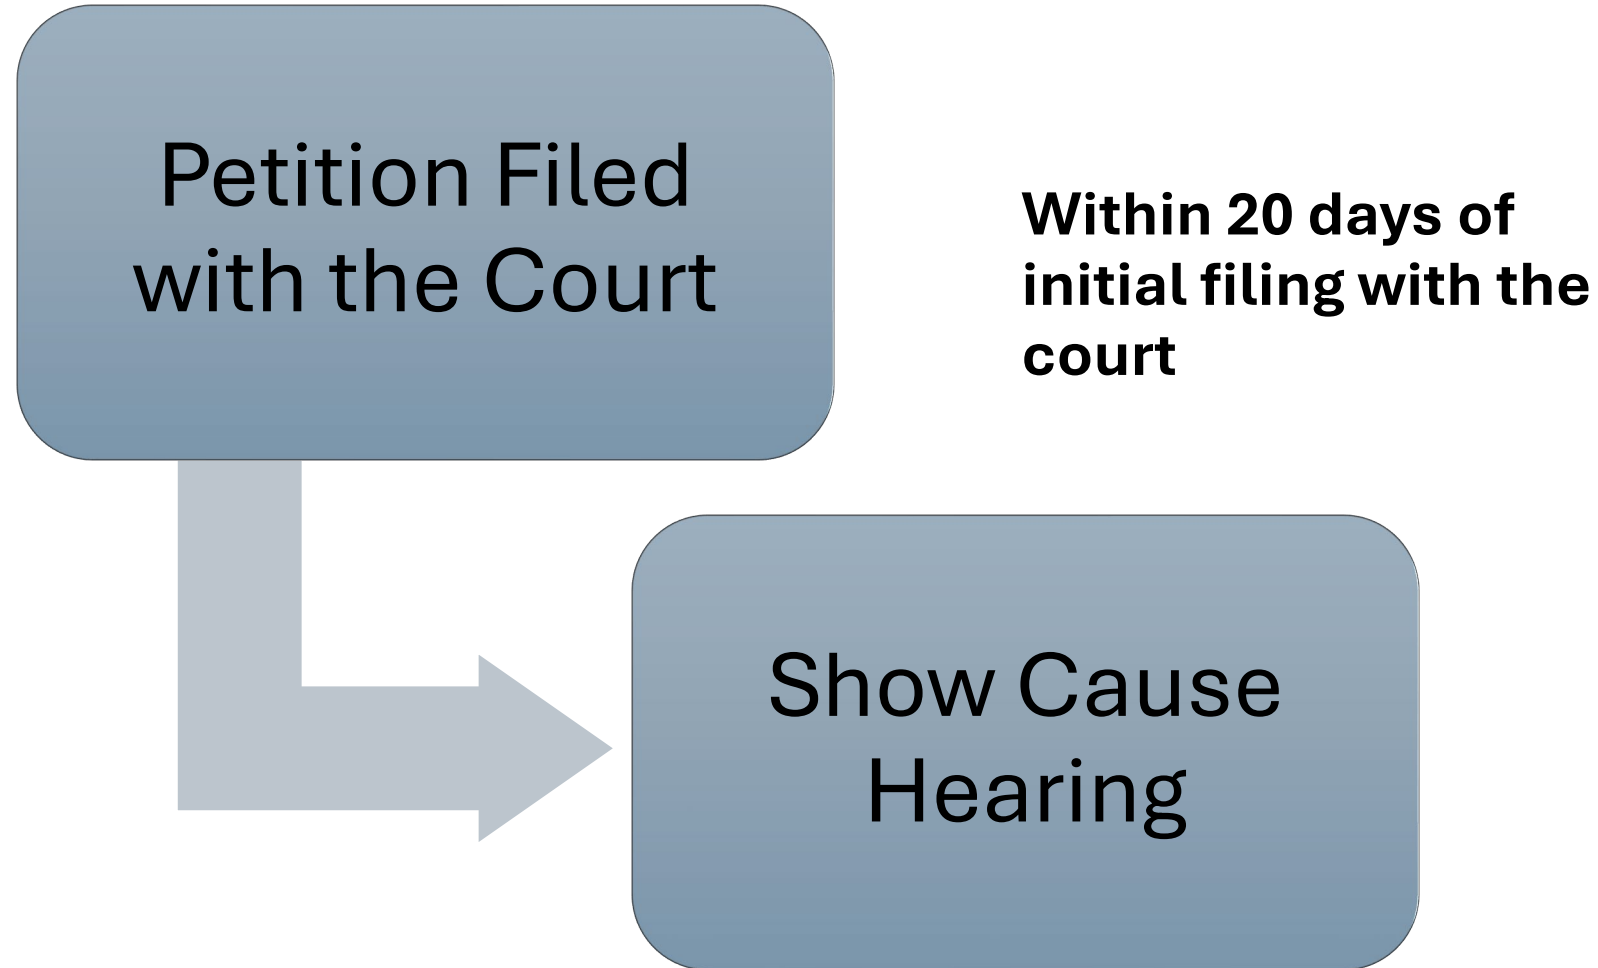 Petition Filed
with the Court
Within 20 days of
initial filing with the
court
Show Cause
Hearing